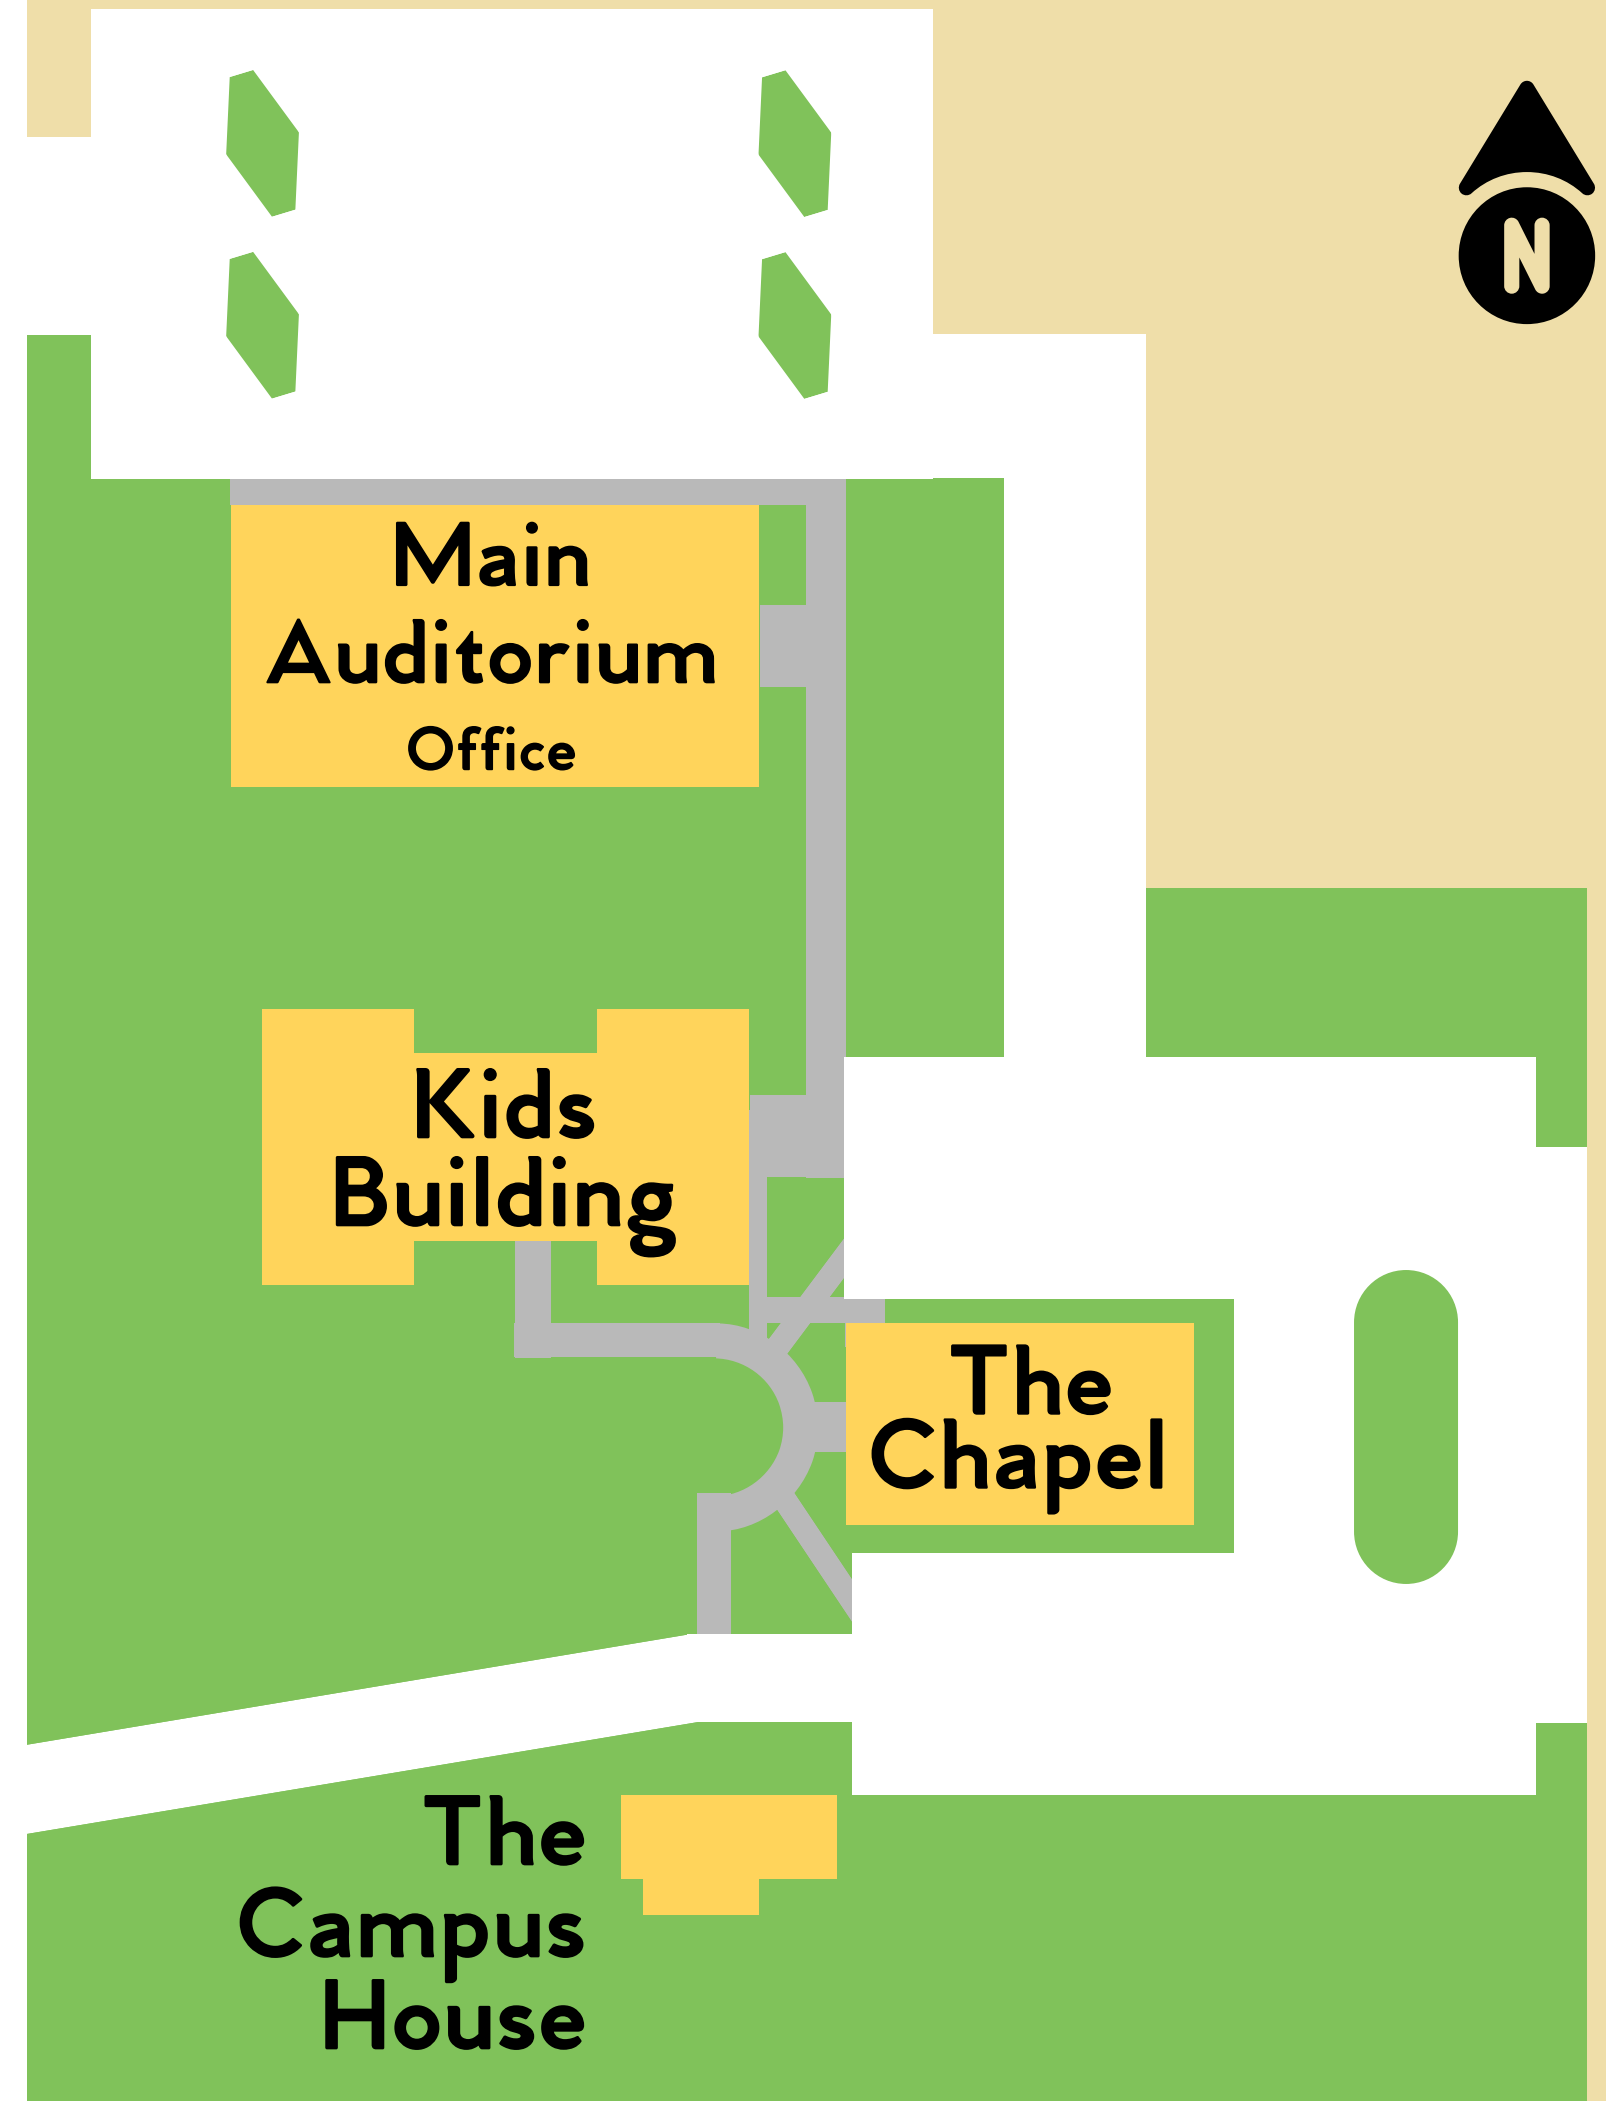 N
Main
Auditorium
Office
Kids
Building
The
Chapel
The
Campus
House